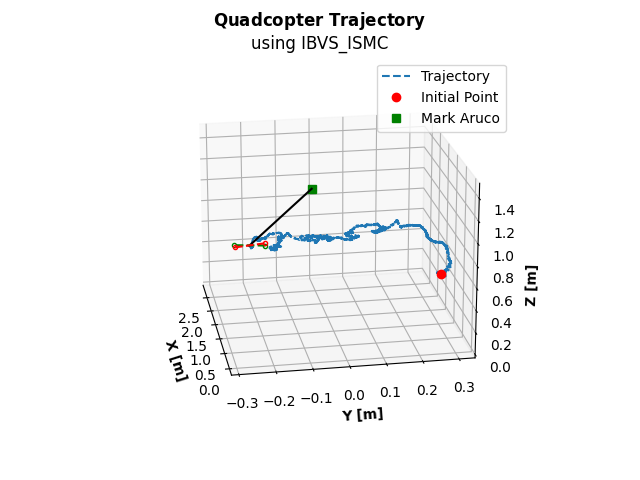 Quadcopter Trajectory
using IBVS_ISMC
Trajectory
Initial Point
Mark Aruco
1.4
1.2
1.0
0.8
0.6
0.4
0.2
0.0
Z [m]
2.5
2.0
1.5
1.0
0.5
0.0
X [m]
−0.3
−0.2
−0.1
0.0
0.1
0.2
0.3
Y [m]